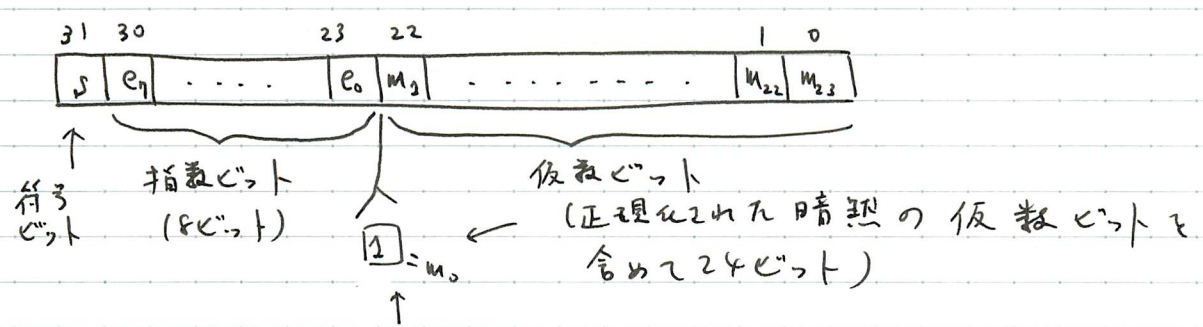 31 30 23 22 1 0
s e₇ ‥‥ e₀ m₁ ‥‥‥‥ m₂₂ m₂₃
符号
ビット
指数ビット
(8ビット)
仮数ビット
(正規化された暗黙の仮数ビットを
含めて24ビット)
1 = m₀